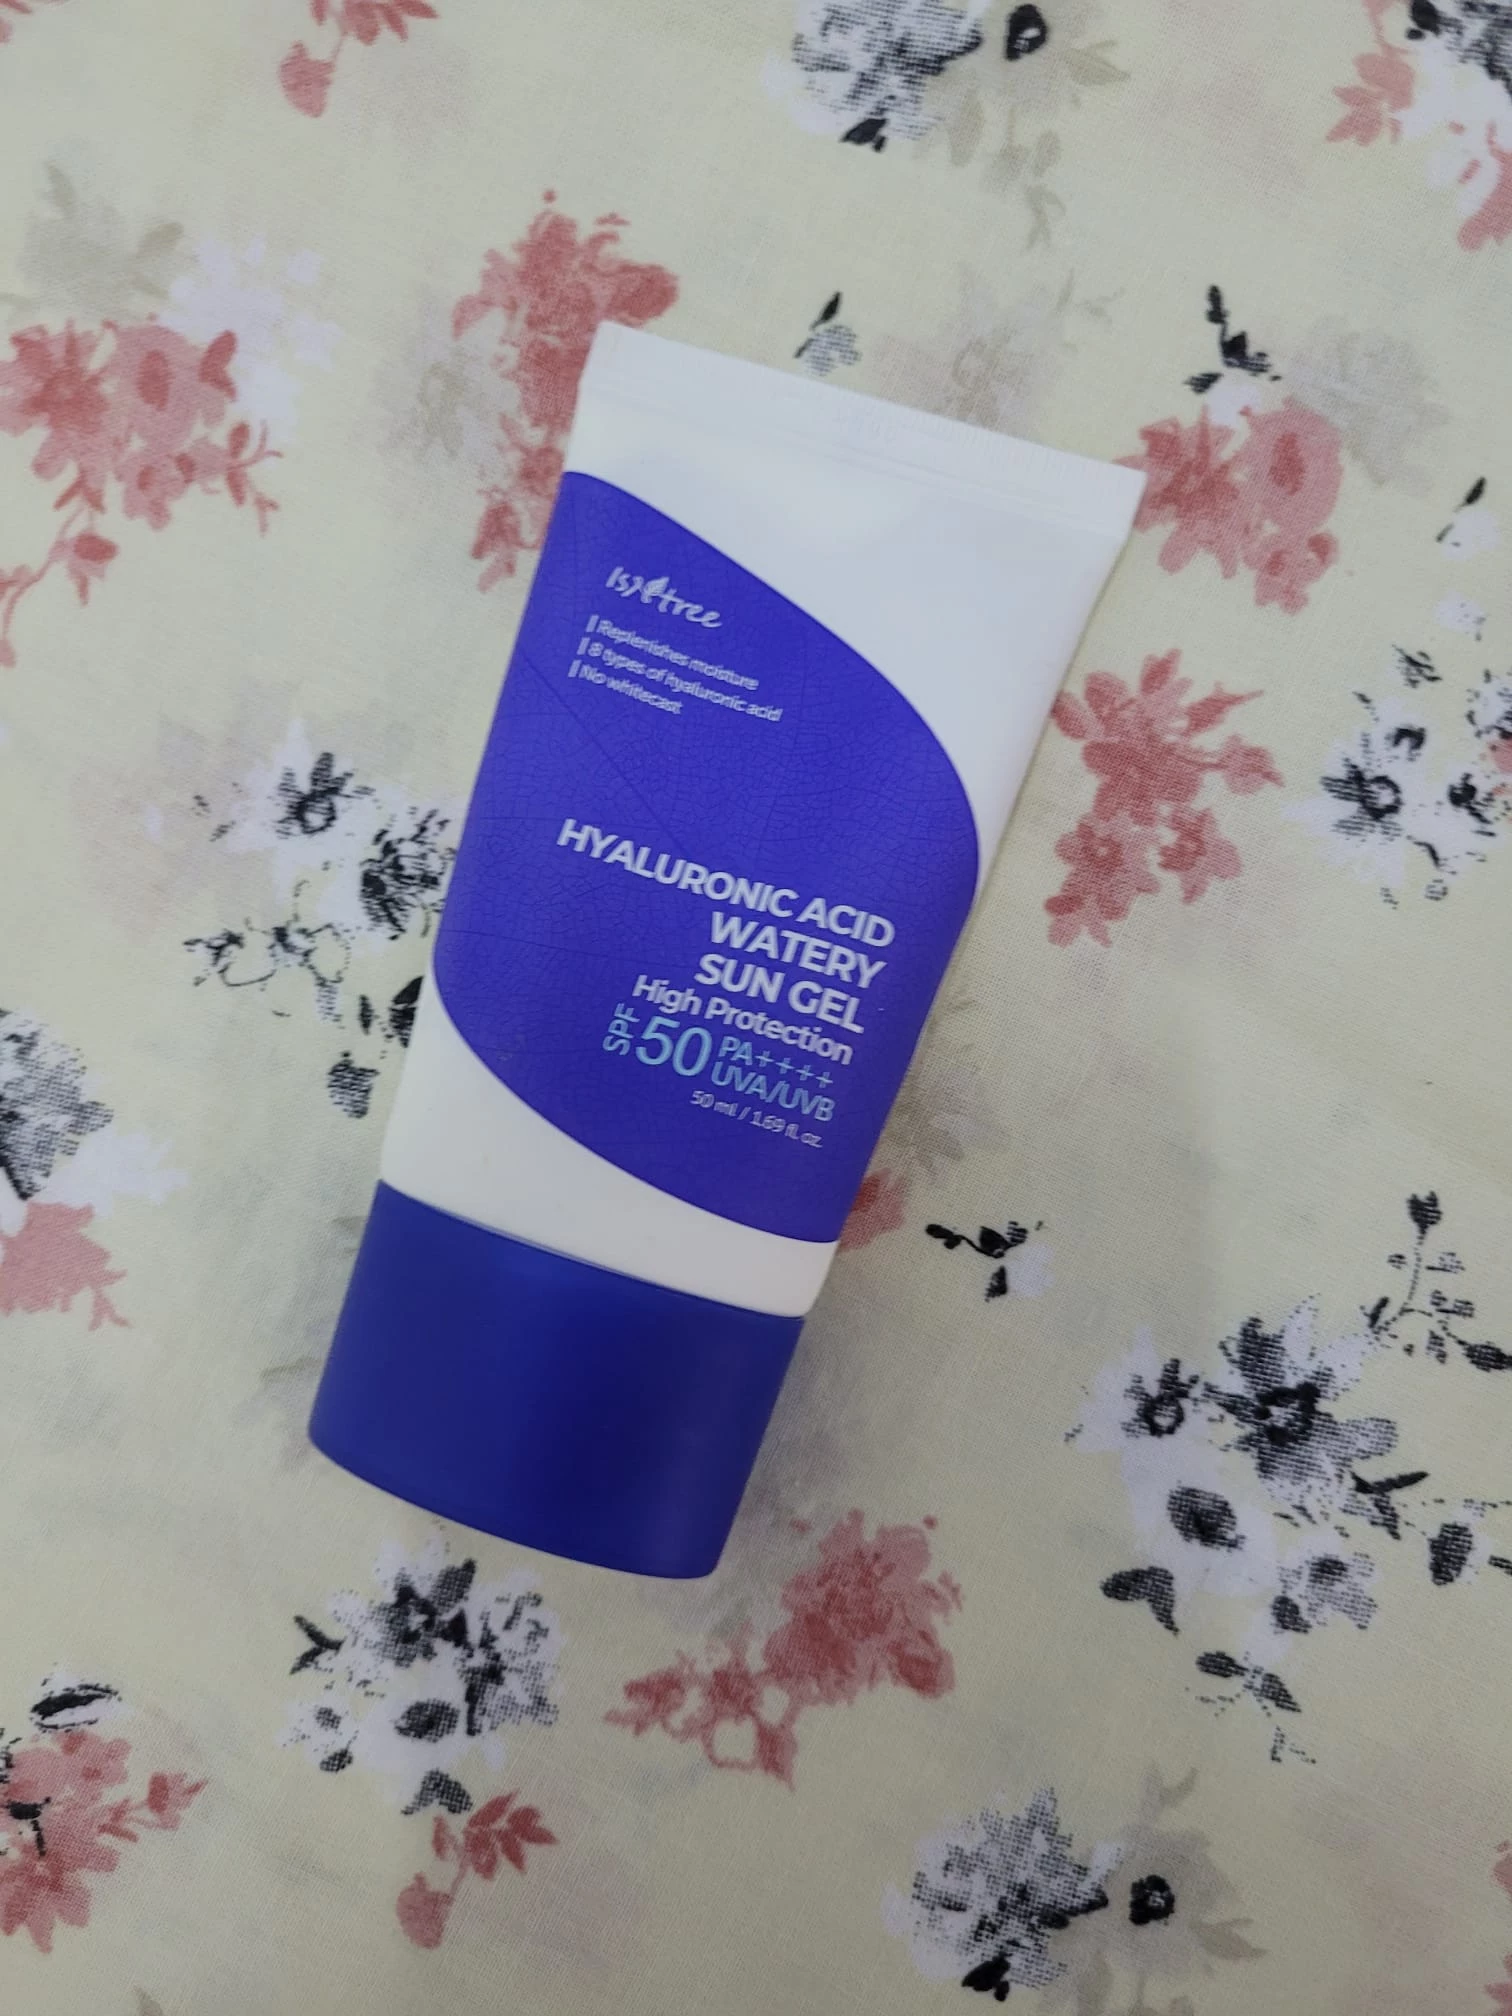 Isntree
Replenishes moisture
8 types of hyaluronic acid
No whitecast
HYALURONIC ACID
WATERY
SUN GEL
High Protection
SPF 50 PA++++
UVA/UVB
50 ml / 1.69 fl. oz.